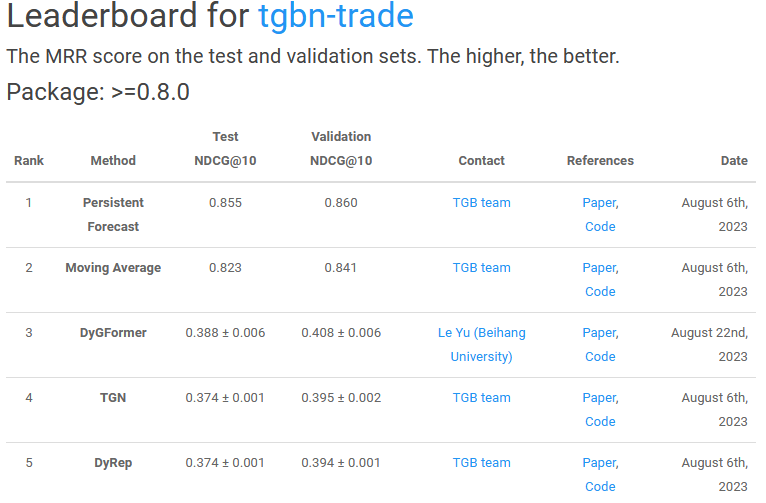 Leaderboard for tgbn-trade
The MRR score on the test and validation sets. The higher, the better.
Package: >=0.8.0
Test Validation
Rank Method NDCG@10 NDCG@10 Contact References Date
1 Persistent 0.855 0.860 TGB team Paper, August 6th,
Forecast Code 2023
2 Moving Average 0.823 0.841 TGB team Paper, August 6th,
Code 2023
3 DyGFormer 0.388 ± 0.006 0.408 ± 0.006 Le Yu (Beihang Paper, August 22nd,
University) Code 2023
4 TGN 0.374 ± 0.001 0.395 ± 0.002 TGB team Paper, August 6th,
Code 2023
5 DyRep 0.374 ± 0.001 0.394 ± 0.001 TGB team Paper, August 6th,
Code 2023